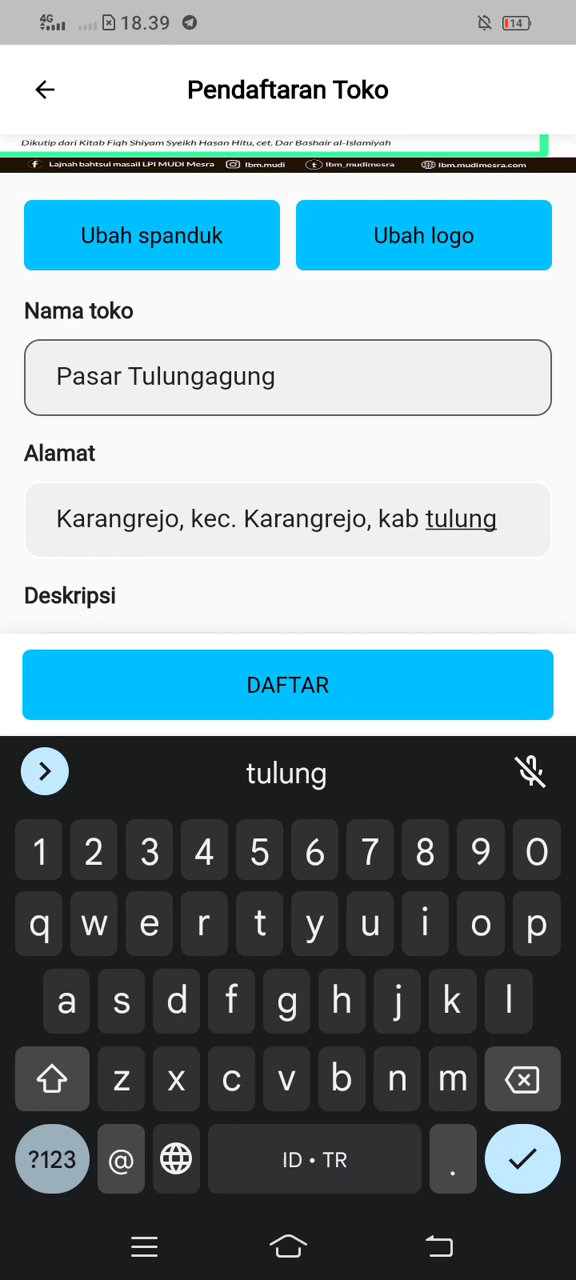 4G 18.39 14
Pendaftaran Toko
Dikutip dari Kitab Fiqh Shiyam Syeikh Hasan Hitu, cet. Dar Bashair al-Islamiyah
Lajnah bahtsul masail LPI MUDI Mesra lbm.mudi lbm_mudimesra lbm.mudimesra.com
Ubah spanduk Ubah logo
Nama toko
Pasar Tulungagung
Alamat
Karangrejo, kec. Karangrejo, kab tulung
Deskripsi
DAFTAR
tulung
1 2 3 4 5 6 7 8 9 0
q w e r t y u i o p
a s d f g h j k l
z x c v b n m
?123 @ ID • TR .